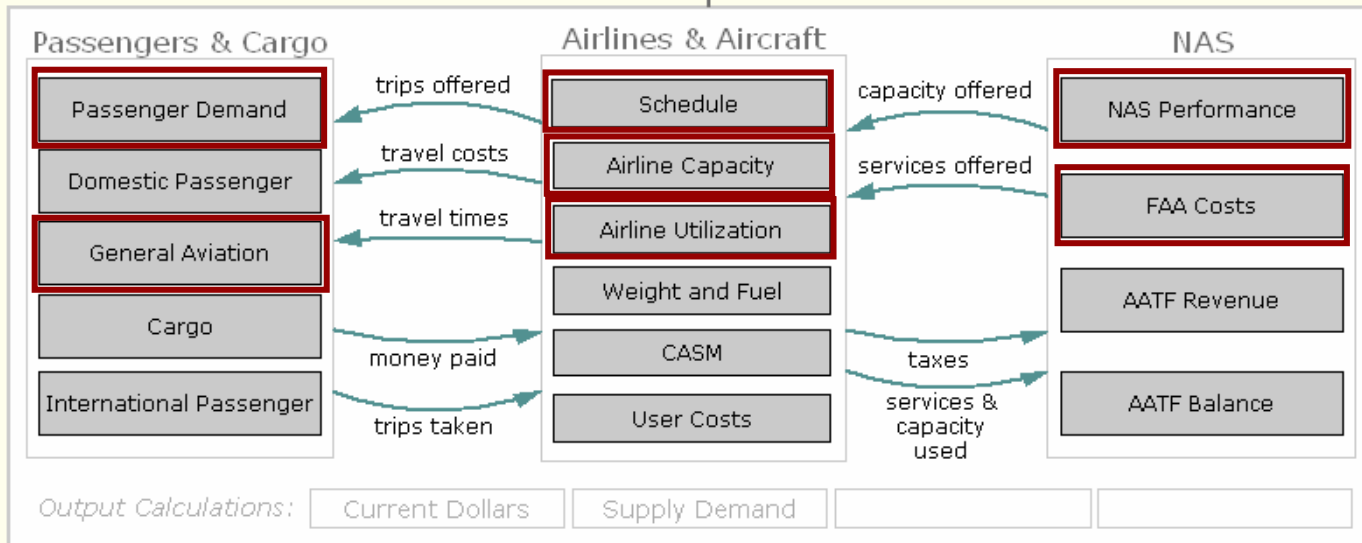 Passengers & Cargo
Passenger Demand
Domestic Passenger
General Aviation
Cargo
International Passenger
trips offered
travel costs
travel times
money paid
trips taken
Airlines & Aircraft
Schedule
Airline Capacity
Airline Utilization
Weight and Fuel
CASM
User Costs
capacity offered
services offered
taxes
services &
capacity
used
NAS
NAS Performance
FAA Costs
AATF Revenue
AATF Balance
Output Calculations:
Current Dollars
Supply Demand